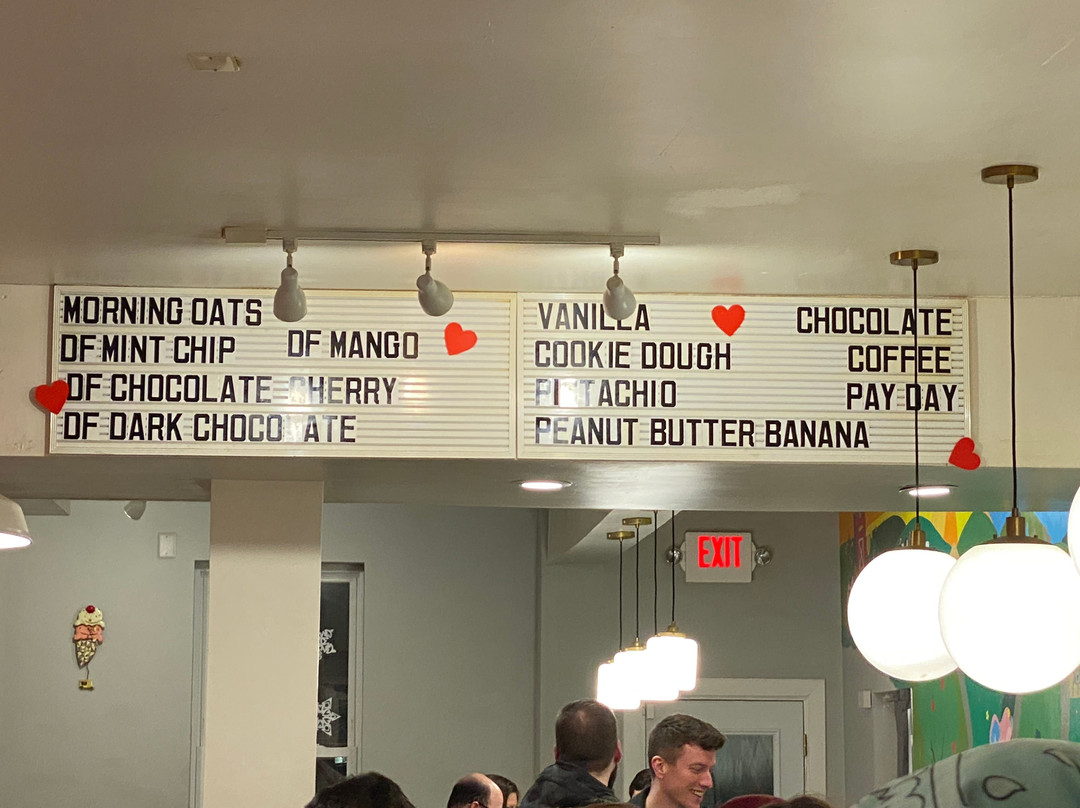 MORNING OATS
DF MINT CHIP DF MANGO
DF CHOCOLATE CHERRY
DF DARK CHOCOLATE
VANILLA CHOCOLATE
COOKIE DOUGH COFFEE
PISTACHIO PAY DAY
PEANUT BUTTER BANANA
EXIT